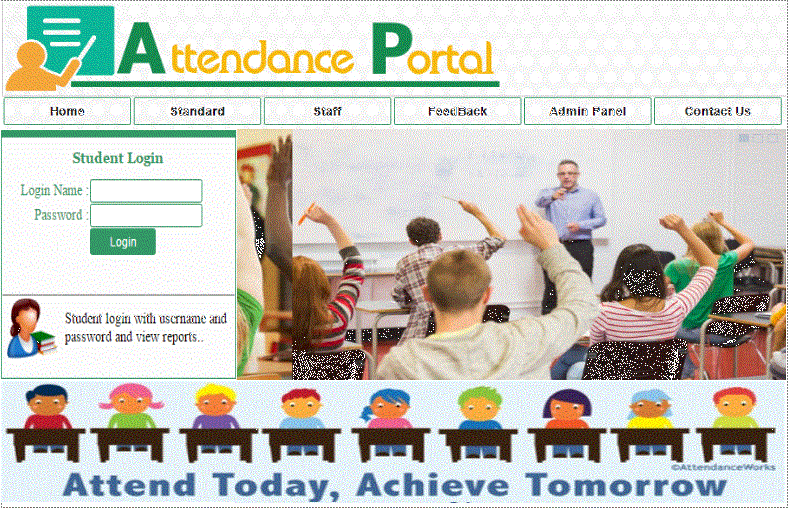 Attendance Portal
Home Standard Staff FeedBack Admin Panel Contact Us
Student Login
Login Name :
Password :
Login
Student login with username and
password and view reports..
©AttendanceWorks
Attend Today, Achieve Tomorrow